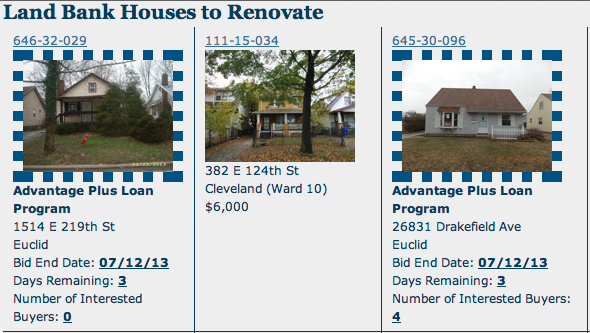 Land Bank Houses to Renovate
646-32-029
Advantage Plus Loan
Program
1514 E 219th St
Euclid
Bid End Date: 07/12/13
Days Remaining: 3
Number of Interested
Buyers: 0
111-15-034
382 E 124th St
Cleveland (Ward 10)
$6,000
645-30-096
Advantage Plus Loan
Program
26831 Drakefield Ave
Euclid
Bid End Date: 07/12/13
Days Remaining: 3
Number of Interested Buyers:
4